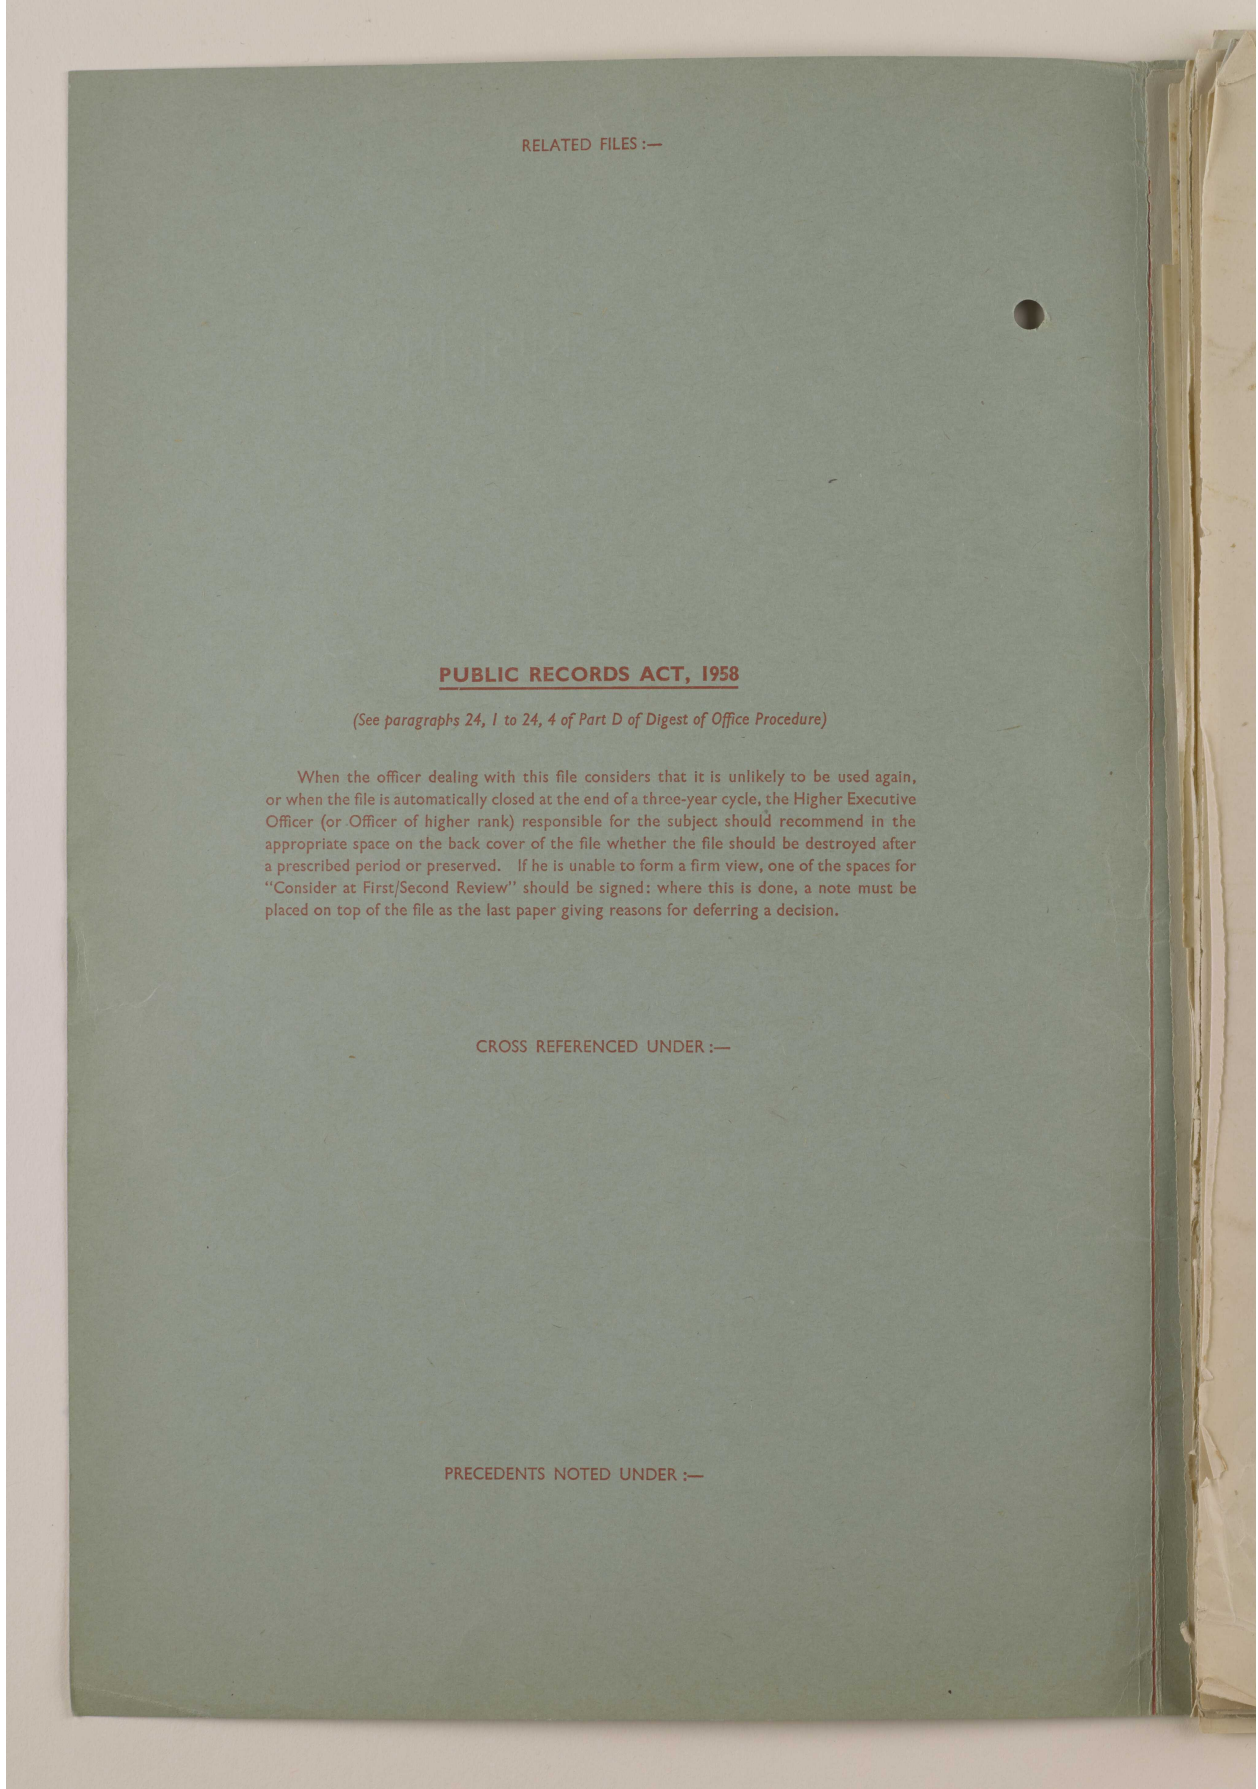 RELATED FILES :—
PUBLIC RECORDS ACT, 1958
(See paragraphs 24, 1 to 24, 4 of Part D of Digest of Office Procedure)
When the officer dealing with this file considers that it is unlikely to be used again,
or when the file is automatically closed at the end of a three-year cycle, the Higher Executive
Officer (or Officer of higher rank) responsible for the subject should recommend in the
appropriate space on the back cover of the file whether the file should be destroyed after
a prescribed period or preserved. If he is unable to form a firm view, one of the spaces for
"Consider at First/Second Review" should be signed: where this is done, a note must be
placed on top of the file as the last paper giving reasons for deferring a decision.
CROSS REFERENCED UNDER :—
PRECEDENTS NOTED UNDER :—